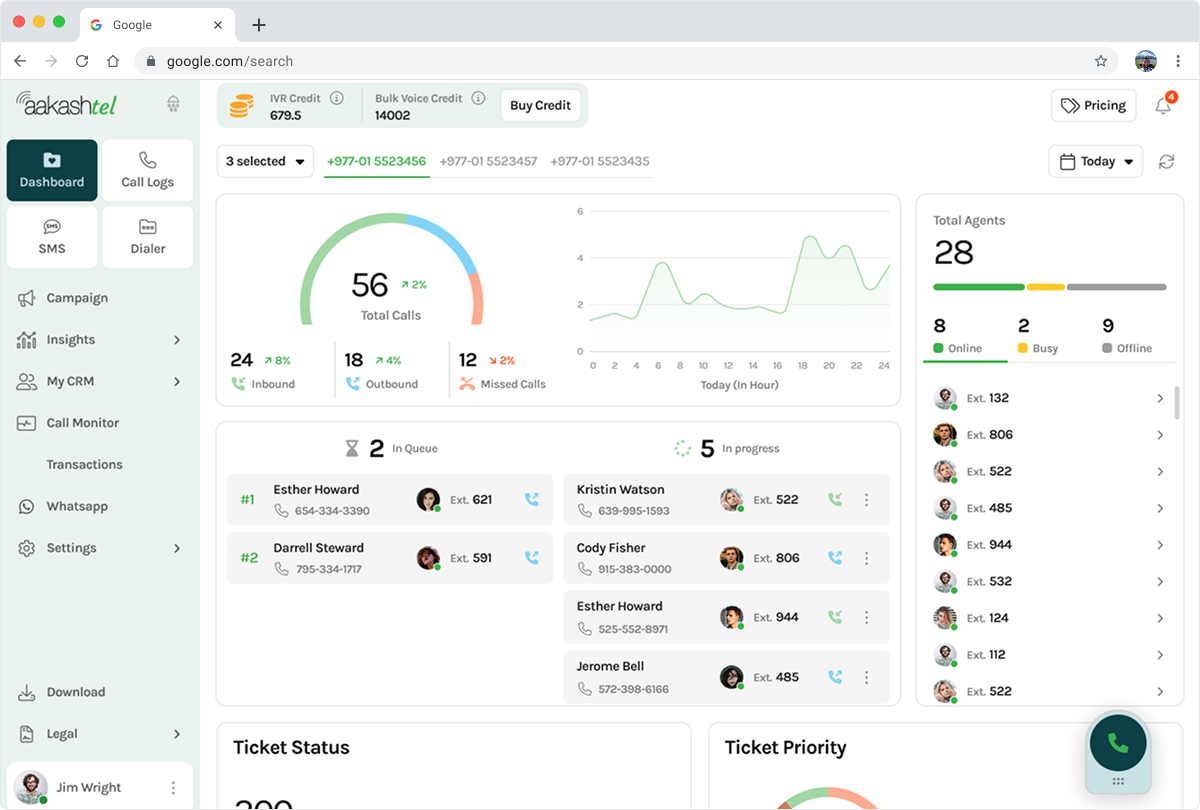 Google
google.com/search
aakashtel
IVR Credit
679.5
Bulk Voice Credit
14002
Buy Credit
Pricing
4
Dashboard
Call Logs
SMS
SMS
Dialer
Campaign
Insights
My CRM
Call Monitor
Transactions
Whatsapp
Settings
Download
Legal
Jim Wright
3 selected
+977-01 5523456
+977-01 5523457
+977-01 5523435
Today
56
2%
Total Calls
24
8%
Inbound
18
4%
Outbound
12
2%
Missed Calls
6
4
2
0
0 2 4 6 8 10 12 14 16 18 20 22 24
Today (In Hour)
Total Agents
28
8
Online
2
Busy
9
Offline
Ext. 132
Ext. 806
Ext. 522
Ext. 485
Ext. 944
Ext. 532
Ext. 124
Ext. 112
Ext. 522
2 In Queue
#1
Esther Howard
654-334-3390
Ext. 621
#2
Darrell Steward
795-334-1717
Ext. 591
5 In progress
Kristin Watson
639-995-1593
Ext. 522
Cody Fisher
915-383-0000
Ext. 806
Esther Howard
525-552-8971
Ext. 944
Jerome Bell
572-398-6166
Ext. 485
Ticket Status
Ticket Priority